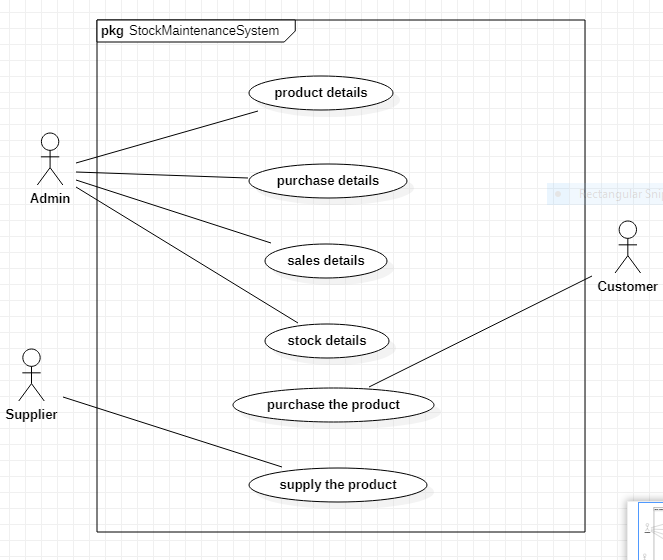 pkg StockMaintenanceSystem
product details
Admin
purchase details
Rectangular Snip
sales details
Customer
stock details
Supplier
purchase the product
supply the product